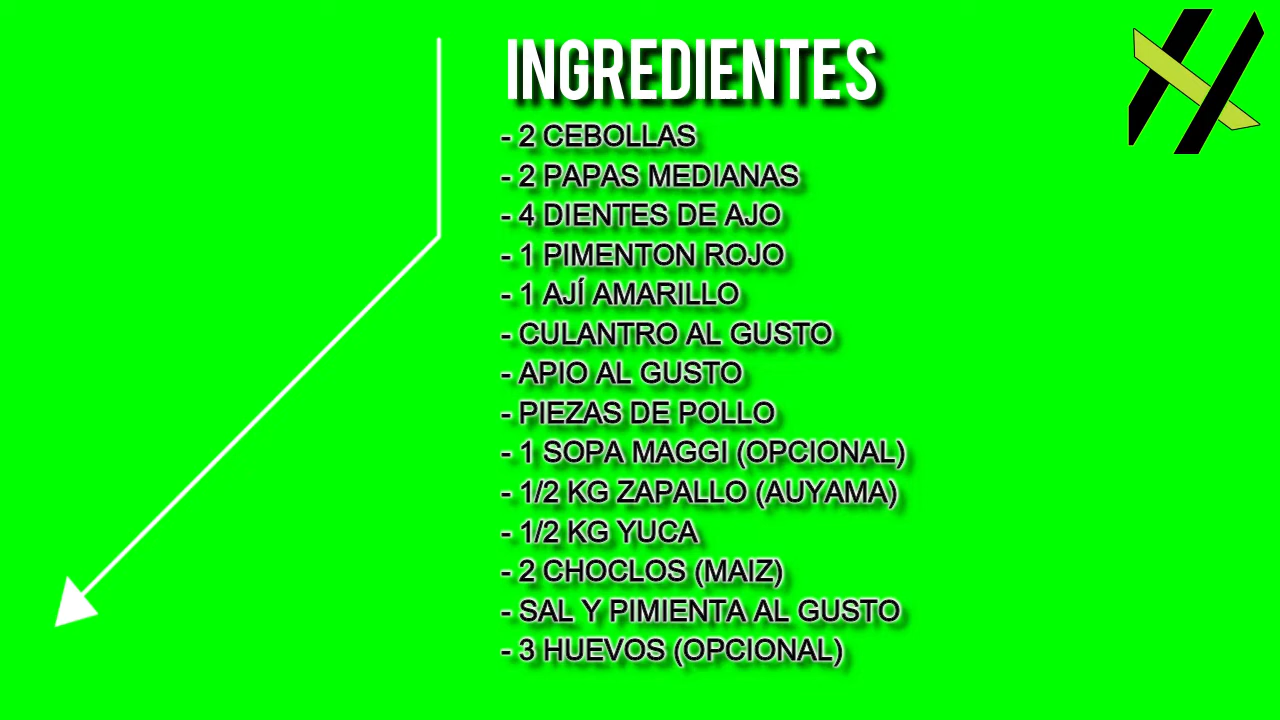 INGREDIENTES
- 2 CEBOLLAS
- 2 PAPAS MEDIANAS
- 4 DIENTES DE AJO
- 1 PIMENTON ROJO
- 1 AJÍ AMARILLO
- CULANTRO AL GUSTO
- APIO AL GUSTO
- PIEZAS DE POLLO
- 1 SOPA MAGGI (OPCIONAL)
- 1/2 KG ZAPALLO (AUYAMA)
- 1/2 KG YUCA
- 2 CHOCLOS (MAIZ)
- SAL Y PIMIENTA AL GUSTO
- 3 HUEVOS (OPCIONAL)